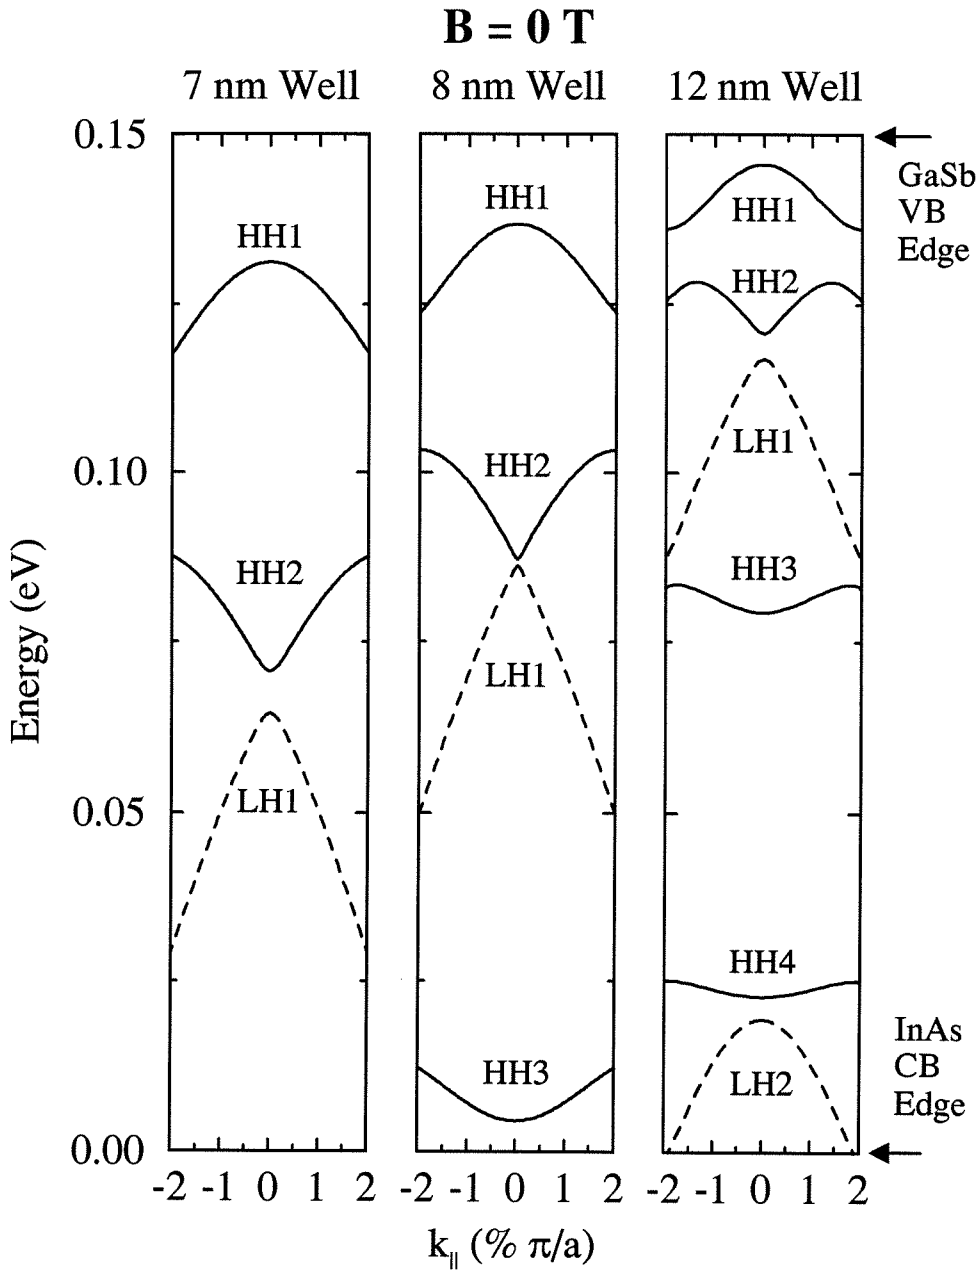 B = 0 T
7 nm Well
8 nm Well
12 nm Well
0.15
0.10
0.05
0.00
Energy (eV)
HH1
HH2
LH1
HH1
HH2
LH1
HH3
HH1
HH2
LH1
HH3
HH4
LH2
GaSb
VB
Edge
InAs
CB
Edge
-2 -1 0 1 2
-2 -1 0 1 2
-2 -1 0 1 2
k|| (% π/a)